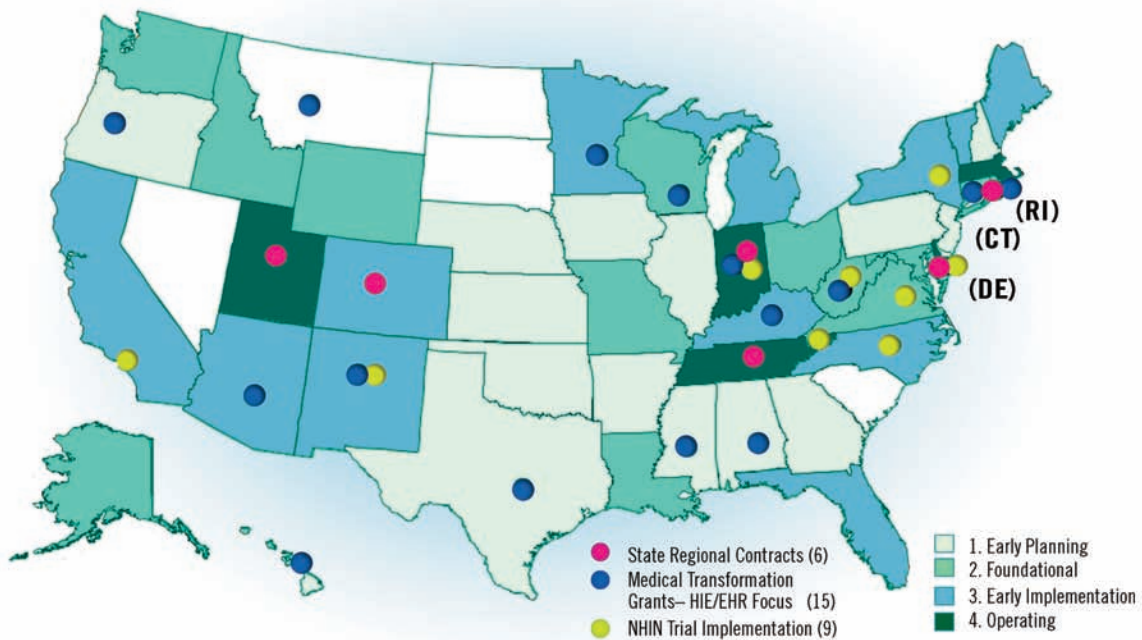 (RI)
(CT)
(DE)
State Regional Contracts (6)
Medical Transformation
Grants– HIE/EHR Focus (15)
NHIN Trial Implementation (9)
1. Early Planning
2. Foundational
3. Early Implementation
4. Operating